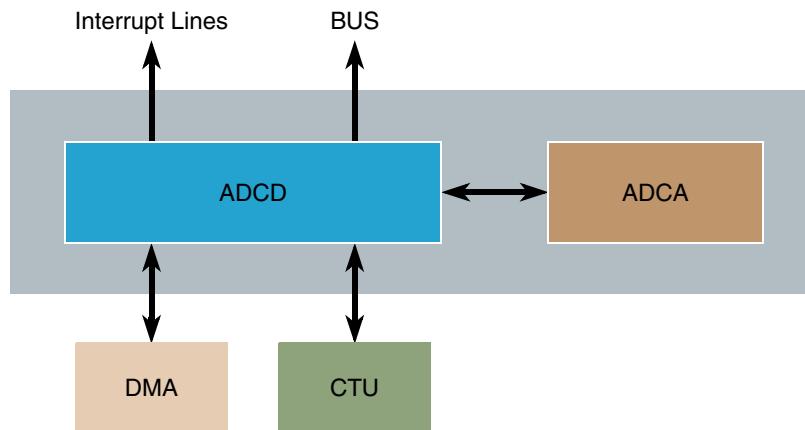 Interrupt Lines
BUS
ADCD
ADCA
DMA
CTU